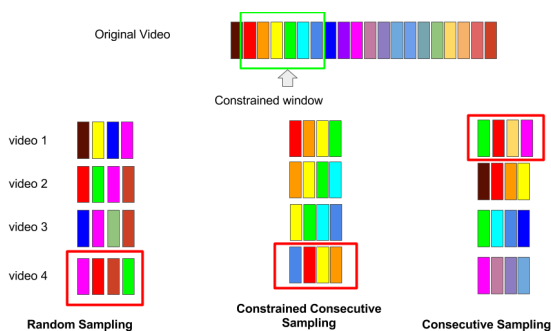 Original Video
Constrained window
video 1
video 2
video 3
video 4
Random Sampling
Constrained Consecutive
Sampling
Consecutive Sampling